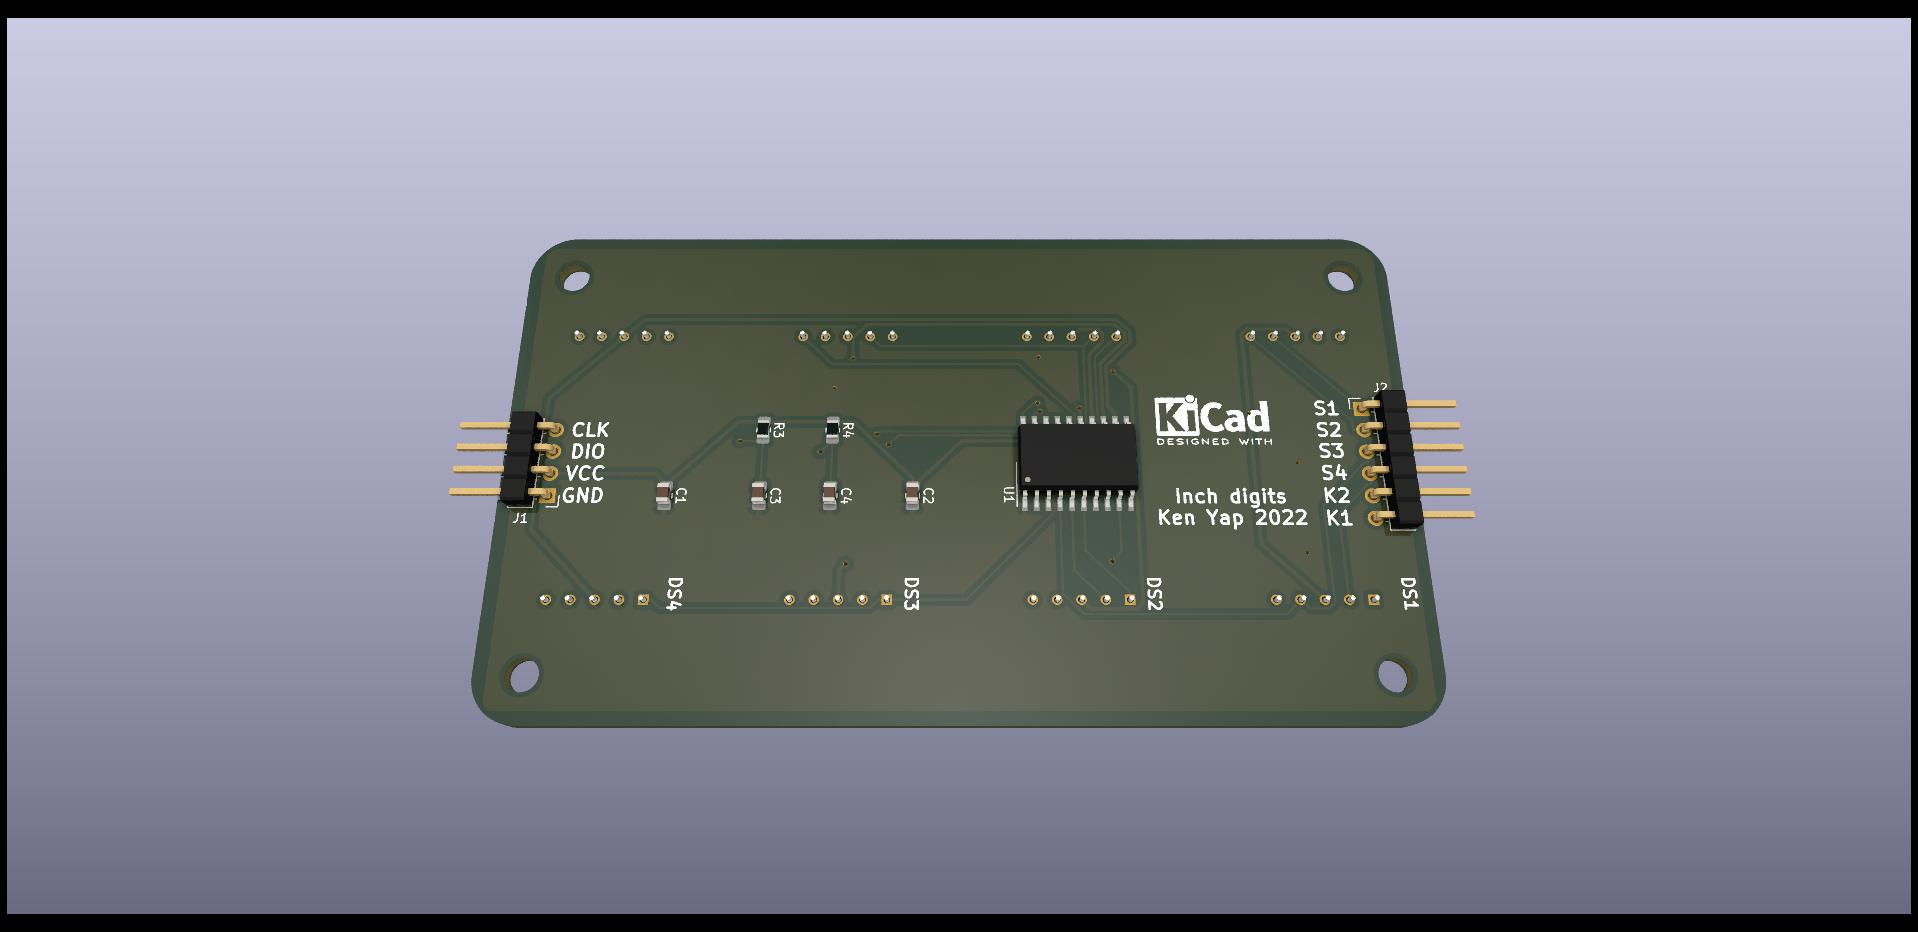 J2
KiCad
DESIGNED WITH
S1
S2
S3
S4
K2
K1
CLK
DIO
VCC
GND
J1
R3
R4
C1
C3
C4
C2
U1
Inch digits
Ken Yap 2022
DS4
DS3
DS2
DS1